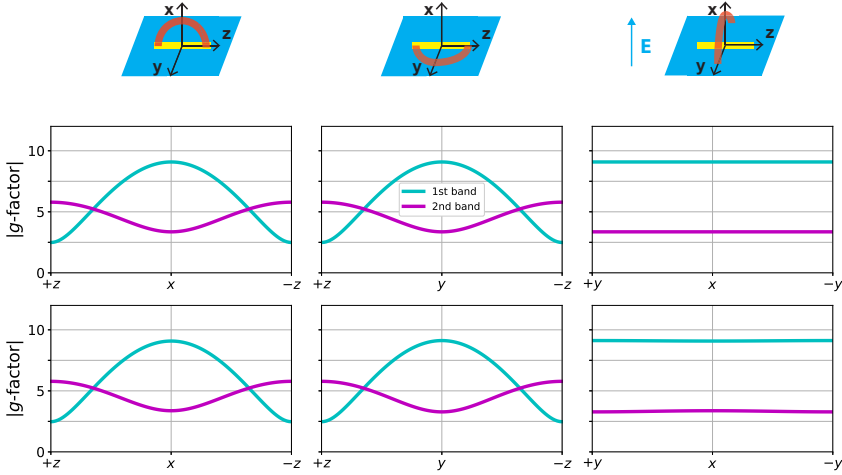 x
z
y
x
z
y
x
z
y
E
|g-factor|
10
5
0
+z
x
−z
1st band
2nd band
+z
y
−z
+y
x
−y
|g-factor|
10
5
0
+z
x
−z
+z
y
−z
+y
x
−y